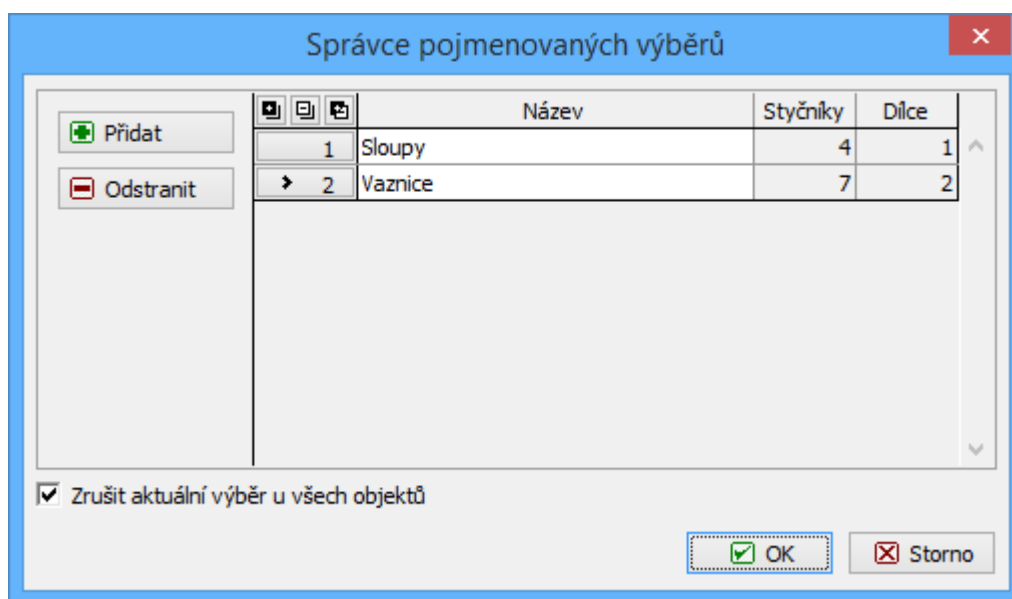 Správce pojmenovaných výběrů
Přidat
Odstranit
Název Styčníky Dílce
1 Sloupy 4 1
2 Vaznice 7 2
Zrušit aktuální výběr u všech objektů
OK Storno